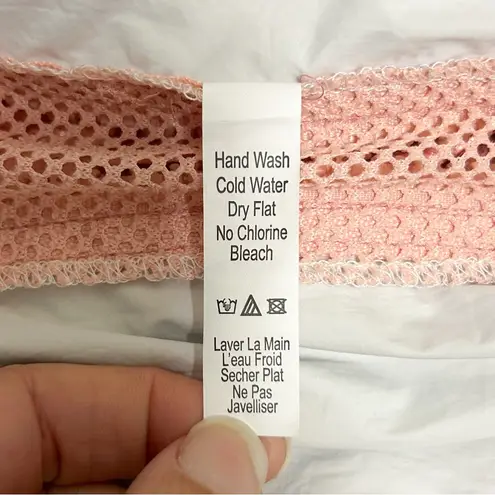 Hand Wash
Cold Water
Dry Flat
No Chlorine
Bleach
Laver La Main
L'eau Froid
Secher Plat
Ne Pas
Javelliser